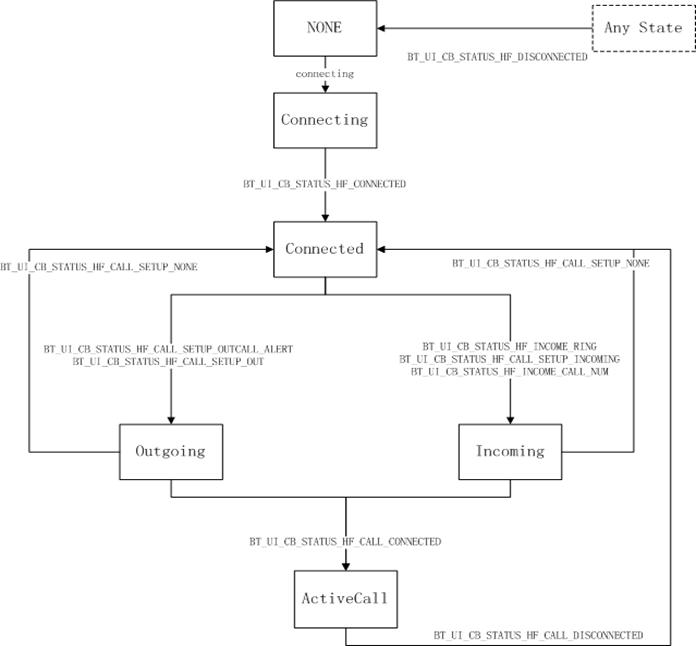 NONE
Any State
BT_UI_CB_STATUS_HF_DISCONNECTED
connecting
Connecting
BT_UI_CB_STATUS_HF_CONNECTED
Connected
BT_UI_CB_STATUS_HF_CALL_SETUP_NONE
BT_UI_CB_STATUS_HF_CALL_SETUP_NONE
BT_UI_CB_STATUS_HF_CALL_SETUP_OUTCALL_ALERT
BT_UI_CB_STATUS_HF_CALL_SETUP_OUT
BT_UI_CB_STATUS_HF_INCOME_RING
BT_UI_CB_STATUS_HF_CALL_SETUP_INCOMING
BT_UI_CB_STATUS_HF_INCOME_CALL_NUM
Outgoing
Incoming
BT_UI_CB_STATUS_HF_CALL_CONNECTED
ActiveCall
BT_UI_CB_STATUS_HF_CALL_DISCONNECTED